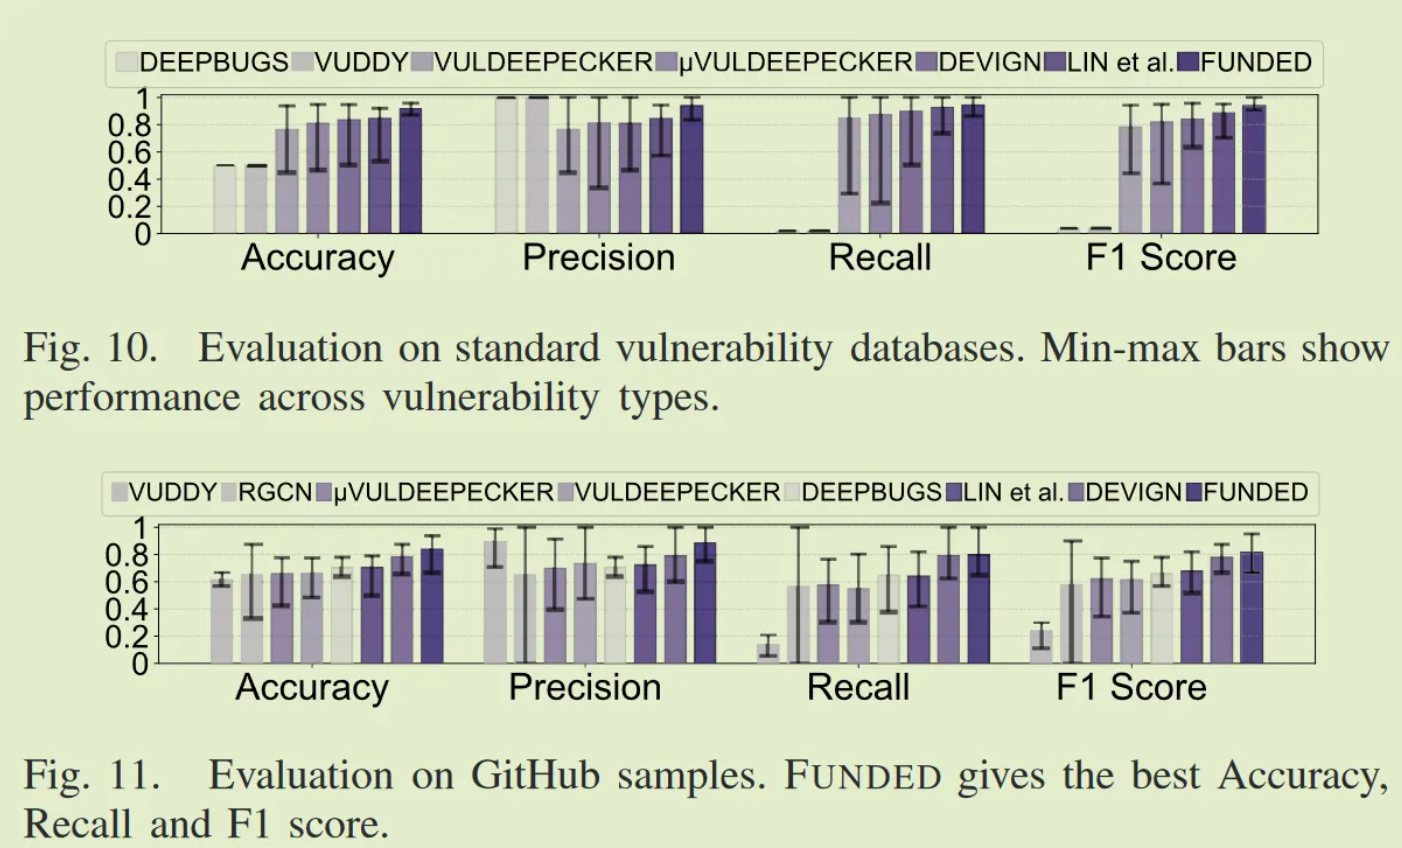 DEEPBUGS VUDDY VULDEEPECKER μVULDEEPECKER DEVIGN LIN et al. FUNDED
1
0.8
0.6
0.4
0.2
0
Accuracy Precision Recall F1 Score
Fig. 10. Evaluation on standard vulnerability databases. Min-max bars show
performance across vulnerability types.
VUDDY RGCN μVULDEEPECKER VULDEEPECKER DEEPBUGS LIN et al. DEVIGN FUNDED
1
0.8
0.6
0.4
0.2
0
Accuracy Precision Recall F1 Score
Fig. 11. Evaluation on GitHub samples. FUNDED gives the best Accuracy,
Recall and F1 score.